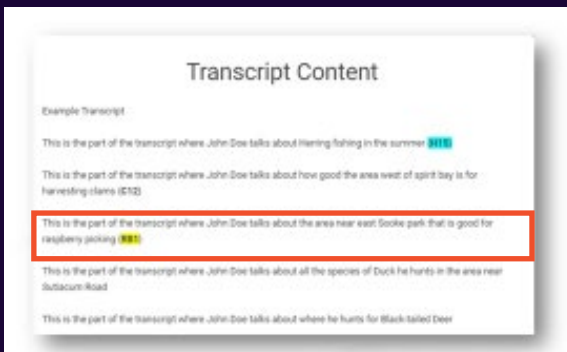 Transcript Content
Example Transcript
This is the part of the transcript where John Doe talks about Herring fishing in the summer (H15)
This is the part of the transcript where John Doe talks about how good the area west of spirit bay is for
harvesting clams (C12)
This is the part of the transcript where John Doe talks about the area near east Sooke park that is good for
raspberry picking (RB1)
This is the part of the transcript where John Doe talks about all the species of Duck he hunts in the area near
Sutlacum Road
This is the part of the transcript where John Doe talks about where he hunts for Black tailed Deer